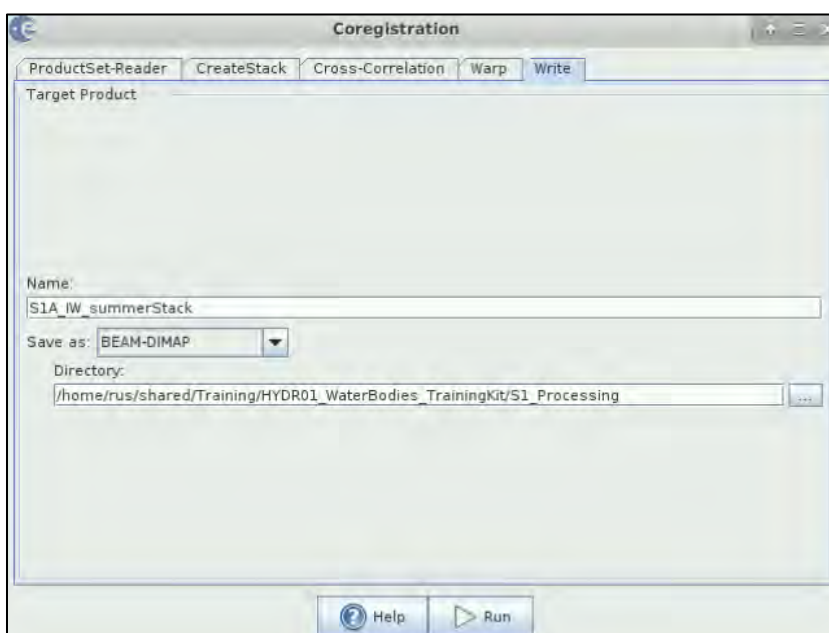 Coregistration
ProductSet-Reader CreateStack Cross-Correlation Warp Write
Target Product
Name:
S1A_IW_summerStack
Save as: BEAM-DIMAP
Directory:
/home/rus/shared/Training/HYDR01_WaterBodies_TrainingKit/S1_Processing
...
Help Run